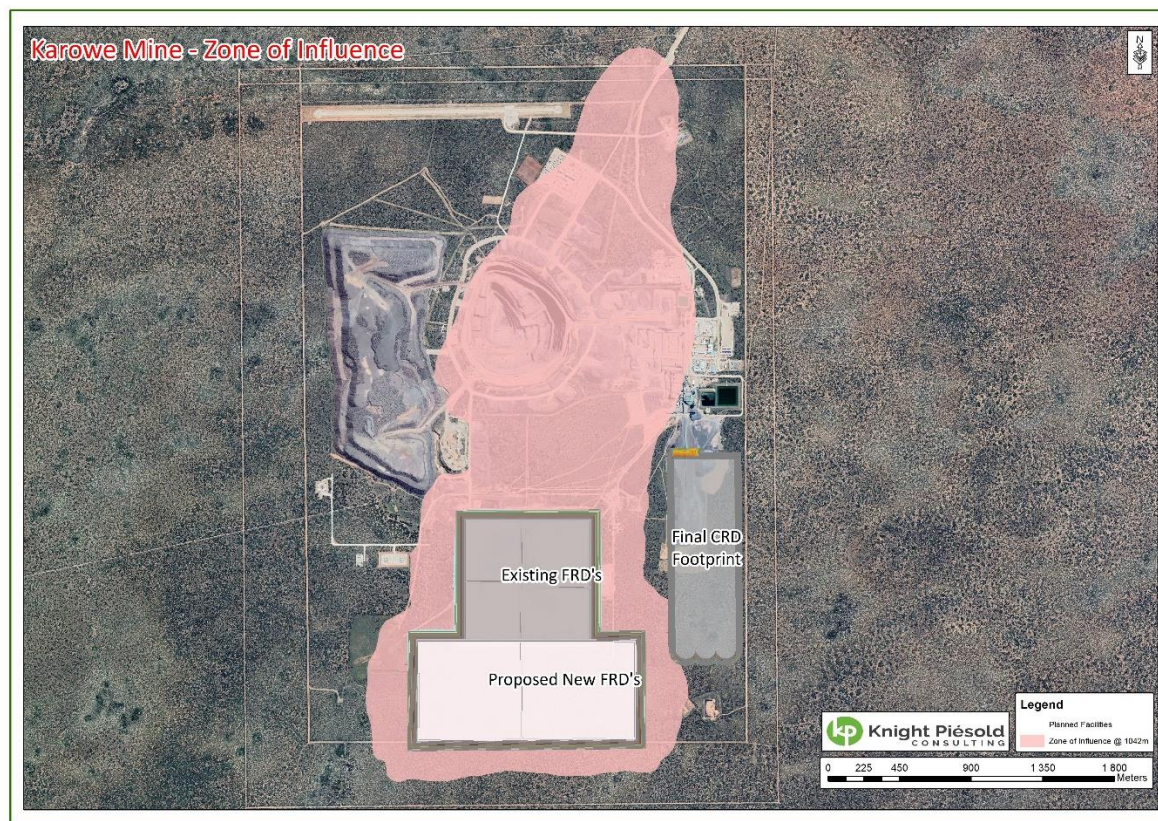 Karowe Mine - Zone of Influence
N
Final CRD
Footprint
Existing FRD's
Proposed New FRD's
kp Knight Piésold
CONSULTING
Legend
Planned Facilities
Zone of Influence @ 1042m
0 225 450 900 1 350 1 800
Meters